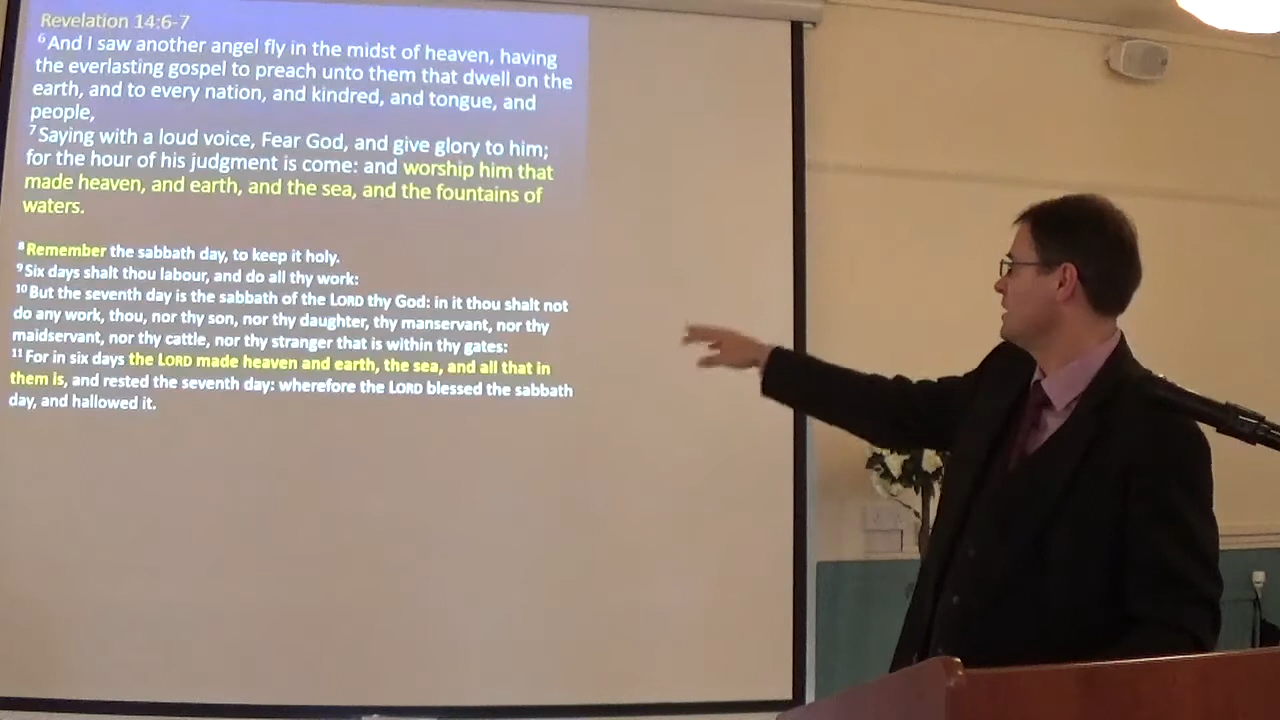 Revelation 14:6-7
6 And I saw another angel fly in the midst of heaven, having
the everlasting gospel to preach unto them that dwell on the
earth, and to every nation, and kindred, and tongue, and
people,
7 Saying with a loud voice, Fear God, and give glory to him;
for the hour of his judgment is come: and worship him that
made heaven, and earth, and the sea, and the fountains of
waters.
8 Remember the sabbath day, to keep it holy.
9 Six days shalt thou labour, and do all thy work:
10 But the seventh day is the sabbath of the LORD thy God: in it thou shalt not
do any work, thou, nor thy son, nor thy daughter, thy manservant, nor thy
maidservant, nor thy cattle, nor thy stranger that is within thy gates:
11 For in six days the LORD made heaven and earth, the sea, and all that in
them is, and rested the seventh day: wherefore the LORD blessed the sabbath
day, and hallowed it.